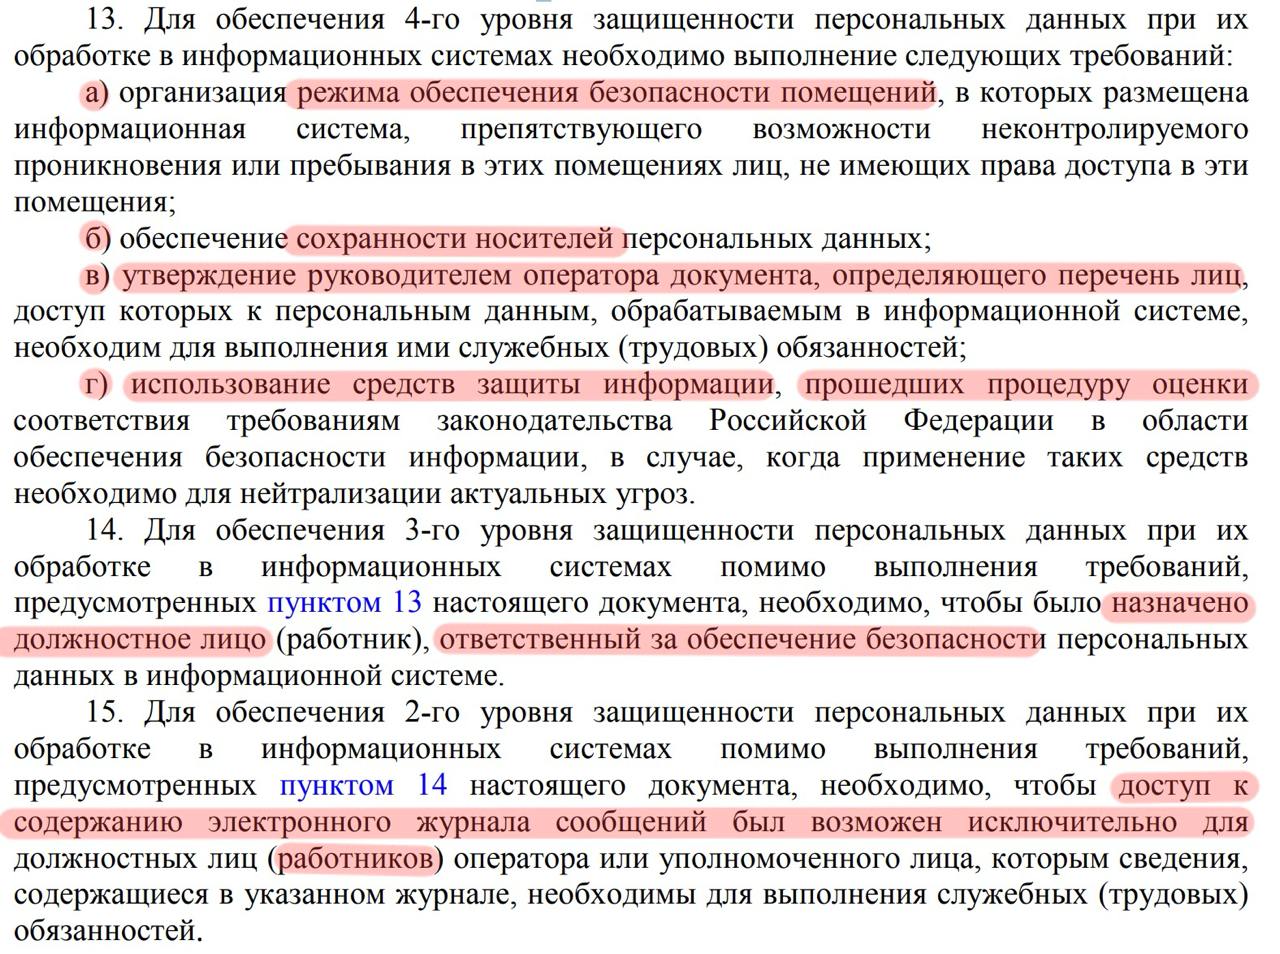 13. Для обеспечения 4-го уровня защищенности персональных данных при их
обработке в информационных системах необходимо выполнение следующих требований:
а) организация режима обеспечения безопасности помещений, в которых размещена
информационная система, препятствующего возможности неконтролируемого
проникновения или пребывания в этих помещениях лиц, не имеющих права доступа в эти
помещения;
б) обеспечение сохранности носителей персональных данных;
в) утверждение руководителем оператора документа, определяющего перечень лиц,
доступ которых к персональным данным, обрабатываемым в информационной системе,
необходим для выполнения ими служебных (трудовых) обязанностей;
г) использование средств защиты информации, прошедших процедуру оценки
соответствия требованиям законодательства Российской Федерации в области
обеспечения безопасности информации, в случае, когда применение таких средств
необходимо для нейтрализации актуальных угроз.
14. Для обеспечения 3-го уровня защищенности персональных данных при их
обработке в информационных системах помимо выполнения требований,
предусмотренных пунктом 13 настоящего документа, необходимо, чтобы было назначено
должностное лицо (работник), ответственный за обеспечение безопасности персональных
данных в информационной системе.
15. Для обеспечения 2-го уровня защищенности персональных данных при их
обработке в информационных системах помимо выполнения требований,
предусмотренных пунктом 14 настоящего документа, необходимо, чтобы доступ к
содержанию электронного журнала сообщений был возможен исключительно для
должностных лиц (работников) оператора или уполномоченного лица, которым сведения,
содержащиеся в указанном журнале, необходимы для выполнения служебных (трудовых)
обязанностей.